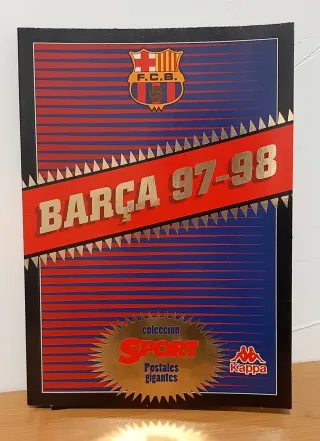 F.C.B.
BARÇA 97-98
colección
SPORT
Postales
gigantes
Kappa